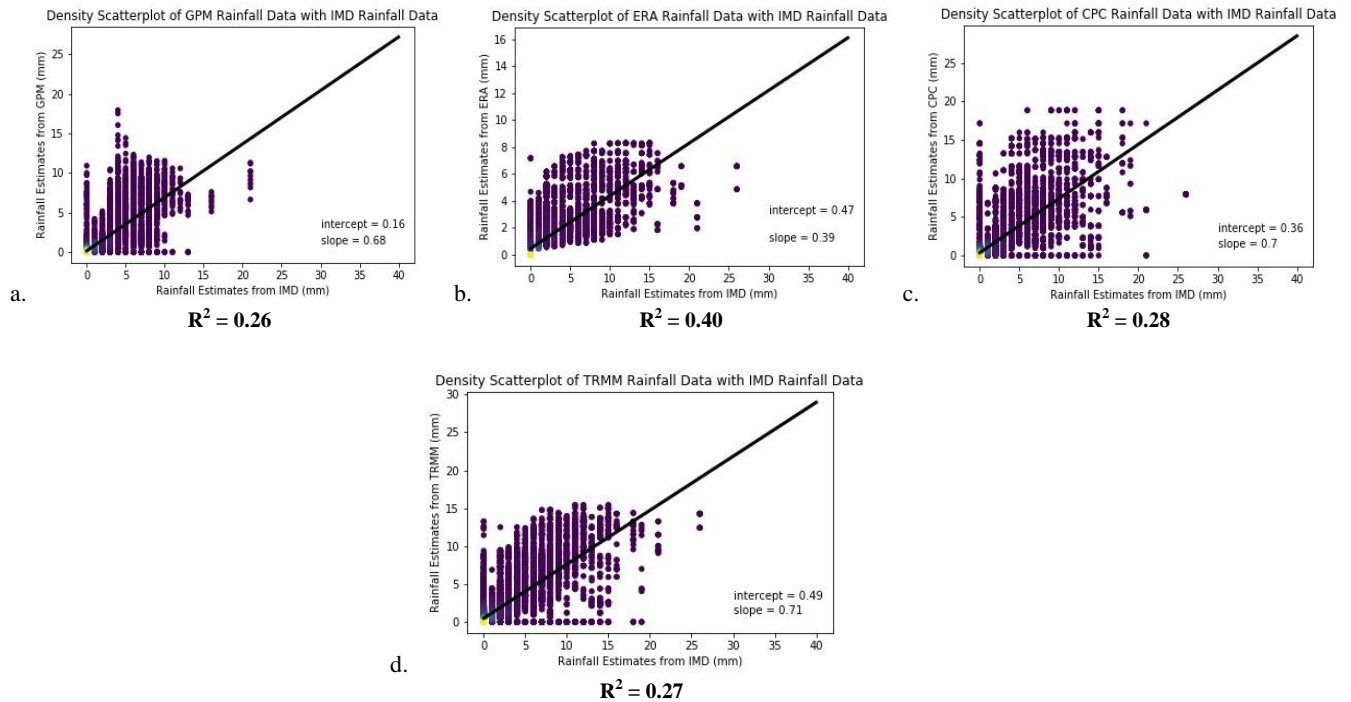 Density Scatterplot of GPM Rainfall Data with IMD Rainfall Data
Rainfall Estimates from GPM (mm)
25
20
15
10
5
0
intercept = 0.16
slope = 0.68
0 5 10 15 20 25 30 35 40
Rainfall Estimates from IMD (mm)
a.
R² = 0.26
Density Scatterplot of ERA Rainfall Data with IMD Rainfall Data
Rainfall Estimates from ERA (mm)
16
14
12
10
8
6
4
2
0
intercept = 0.47
slope = 0.39
0 5 10 15 20 25 30 35 40
Rainfall Estimates from IMD (mm)
b.
R² = 0.40
Density Scatterplot of CPC Rainfall Data with IMD Rainfall Data
Rainfall Estimates from CPC (mm)
25
20
15
10
5
0
intercept = 0.36
slope = 0.7
0 5 10 15 20 25 30 35 40
Rainfall Estimates from IMD (mm)
c.
R² = 0.28
Density Scatterplot of TRMM Rainfall Data with IMD Rainfall Data
Rainfall Estimates from TRMM (mm)
30
25
20
15
10
5
0
intercept = 0.49
slope = 0.71
0 5 10 15 20 25 30 35 40
Rainfall Estimates from IMD (mm)
d.
R² = 0.27